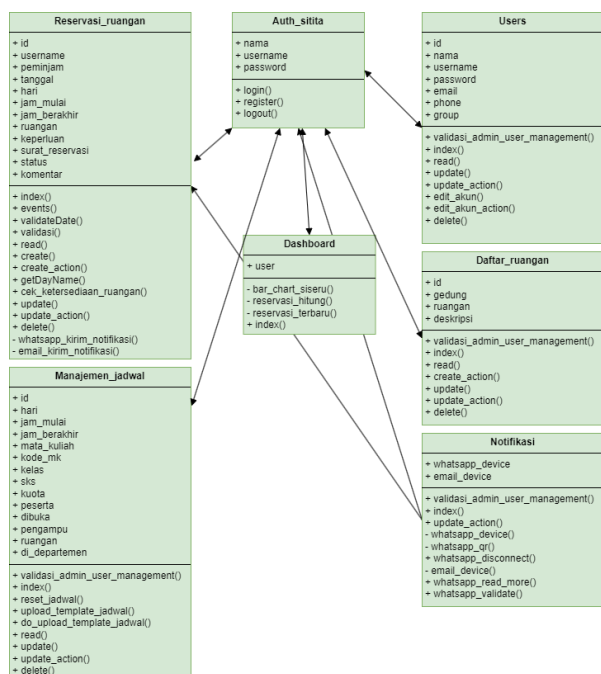 Reservasi_ruangan
+ id
+ username
+ peminjam
+ tanggal
+ hari
+ jam_mulai
+ jam_berakhir
+ ruangan
+ keperluan
+ surat_reservasi
+ status
+ komentar
+ index()
+ events()
+ validateDate()
+ validasi()
+ read()
+ create()
+ create_action()
+ getDayName()
+ cek_ketersediaan_ruangan()
+ update()
+ update_action()
+ delete()
- whatsapp_kirim_notifikasi()
- email_kirim_notifikasi()
Manajemen_jadwal
+ id
+ hari
+ jam_mulai
+ jam_berakhir
+ mata_kuliah
+ kode_mk
+ kelas
+ sks
+ kuota
+ peserta
+ dibuka
+ pengampu
+ ruangan
+ di_departemen
+ validasi_admin_user_management()
+ index()
+ reset_jadwal()
+ upload_template_jadwal()
+ do_upload_template_jadwal()
+ read()
+ update()
+ update_action()
+ delete()
Auth_sitita
+ nama
+ username
+ password
+ login()
+ register()
+ logout()
Dashboard
+ user
- bar_chart_siseru()
- reservasi_hitung()
- reservasi_terbaru()
+ index()
Users
+ id
+ nama
+ username
+ password
+ email
+ phone
+ group
+ validasi_admin_user_management()
+ index()
+ read()
+ update()
+ update_action()
+ edit_akun()
+ edit_akun_action()
+ delete()
Daftar_ruangan
+ id
+ gedung
+ ruangan
+ deskripsi
+ validasi_admin_user_management()
+ index()
+ read()
+ create_action()
+ update()
+ update_action()
+ delete()
Notifikasi
+ whatsapp_device
+ email_device
+ validasi_admin_user_management()
+ index()
+ update_action()
- whatsapp_device()
- whatsapp_qr()
+ whatsapp_disconnect()
- email_device()
+ whatsapp_read_more()
+ whatsapp_validate()